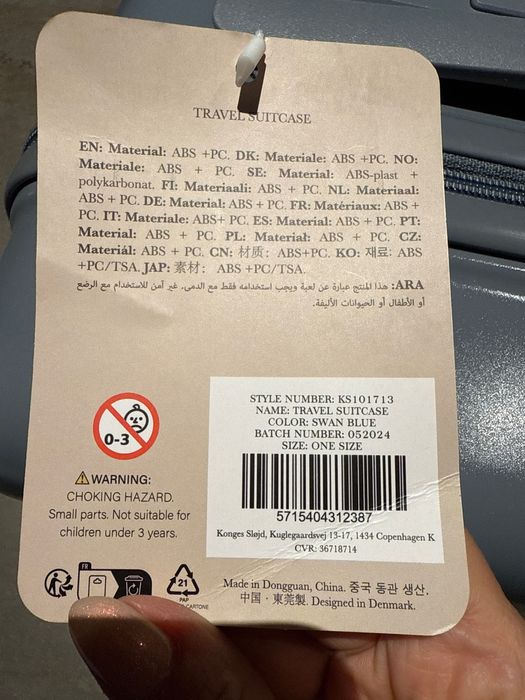 TRAVEL SUITCASE
EN: Material: ABS +PC. DK: Materiale: ABS +PC. NO:
Materiale: ABS + PC. SE: Material: ABS-plast +
polykarbonat. FI: Materiaali: ABS + PC. NL: Materiaal:
ABS + PC. DE: Material: ABS + PC. FR: Matériaux: ABS +
PC. IT: Materiale: ABS+ PC. ES: Material: ABS + PC. PT:
Material: ABS + PC. PL: Materiał: ABS + PC. CZ:
Materiál: ABS + PC. CN: 材质: ABS+PC. KO: 재료: ABS
+PC/TSA. JAP: 素材: ABS +PC/TSA.
ARA: هذا المنتج عبارة عن لعبة ويجب استخدامه فقط مع الدمى. غير آمن للاستخدام مع الرضع
أو الأطفال أو الحيوانات الأليفة.
0-3
WARNING:
CHOKING HAZARD.
Small parts. Not suitable for
children under 3 years.
STYLE NUMBER: KS101713
NAME: TRAVEL SUITCASE
COLOR: SWAN BLUE
BATCH NUMBER: 052024
SIZE: ONE SIZE
5715404312387
Konges Sløjd, Kuglegaardsvej 13-17, 1434 Copenhagen K
CVR: 36718714
FR
21
PAP
Made in Dongguan, China. 중국 동관 생산.
中国・東莞製. Designed in Denmark.